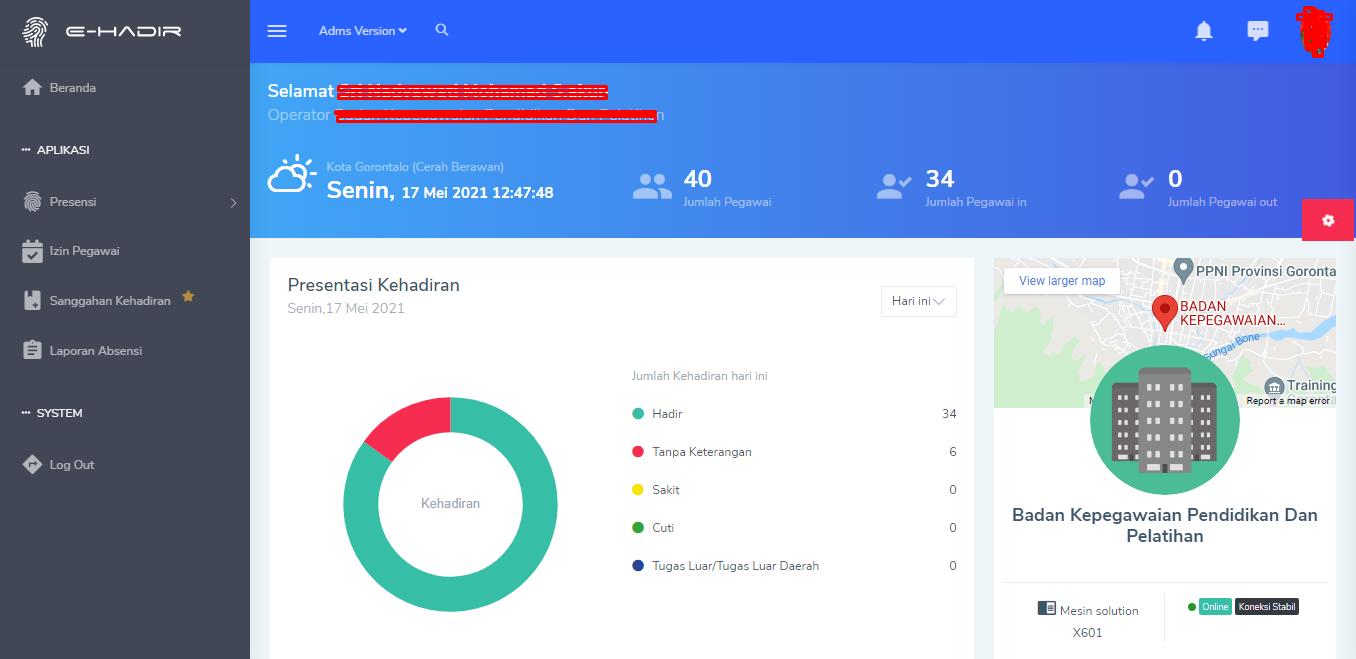 E-HADIR
Adms Version
Beranda
APLIKASI
Presensi
Izin Pegawai
Sanggahan Kehadiran
Laporan Absensi
SYSTEM
Log Out
Selamat
Operator
Kota Gorontalo (Cerah Berawan)
Senin, 17 Mei 2021 12:47:48
40
Jumlah Pegawai
34
Jumlah Pegawai in
0
Jumlah Pegawai out
Presentasi Kehadiran
Senin,17 Mei 2021
Hari ini
Kehadiran
Jumlah Kehadiran hari ini
Hadir 34
Tanpa Keterangan 6
Sakit 0
Cuti 0
Tugas Luar/Tugas Luar Daerah 0
View larger map
PPNI Provinsi Goronta
BADAN
KEPEGAWAIAN...
Sungai Bone
Training
Report a map error
Badan Kepegawaian Pendidikan Dan
Pelatihan
Mesin solution
X601
Online Koneksi Stabil